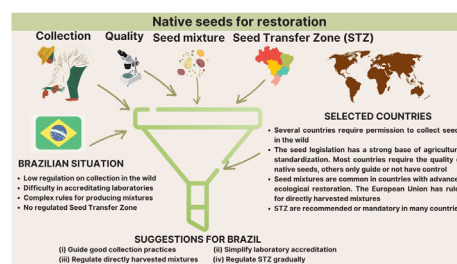 Native seeds for restoration
Collection Quality Seed mixture Seed Transfer Zone (STZ)
SELECTED COUNTRIES
• Several countries require permission to collect seed
in the wild
• The seed legislation has a strong base of agricultur
standardization. Most countries require the quality
native seeds, others only guide or not have control
• Seed mixtures are common in countries with advance
ecological restoration. The European Union has rule
for directly harvested mixtures
• STZ are recommended or mandatory in many countrie
BRAZILIAN SITUATION
• Low regulation on collection in the wild
• Difficulty in accrediting laboratories
• Complex rules for producing mixtures
• No regulated Seed Transfer Zone
SUGGESTIONS FOR BRAZIL
(i) Guide good collection practices (ii) Simplify laboratory accreditation
(iii) Regulate directly harvested mixtures (iv) Regulate STZ gradually